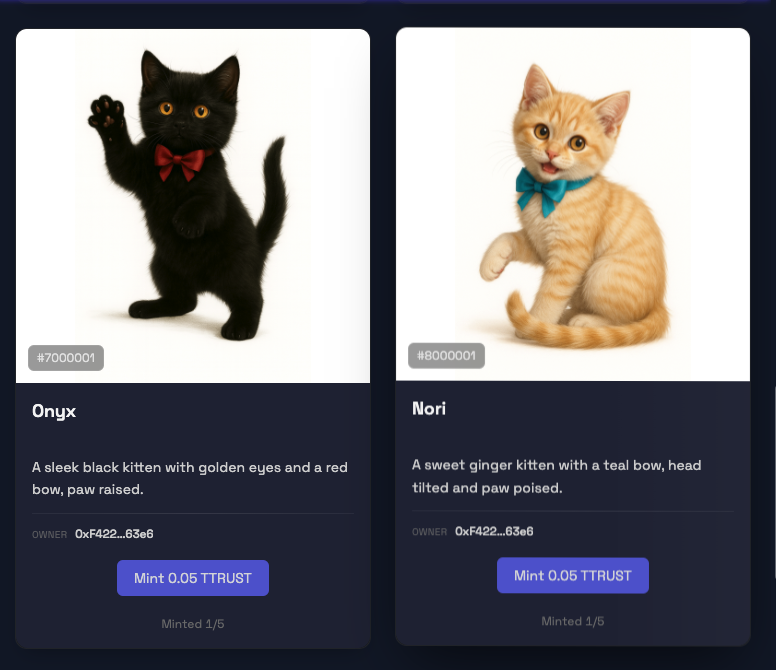 #7000001
Onyx
A sleek black kitten with golden eyes and a red
bow, paw raised.
OWNER 0xF422...63e6
Mint 0.05 TTRUST
Minted 1/5
#8000001
Nori
A sweet ginger kitten with a teal bow, head
tilted and paw poised.
OWNER 0xF422...63e6
Mint 0.05 TTRUST
Minted 1/5